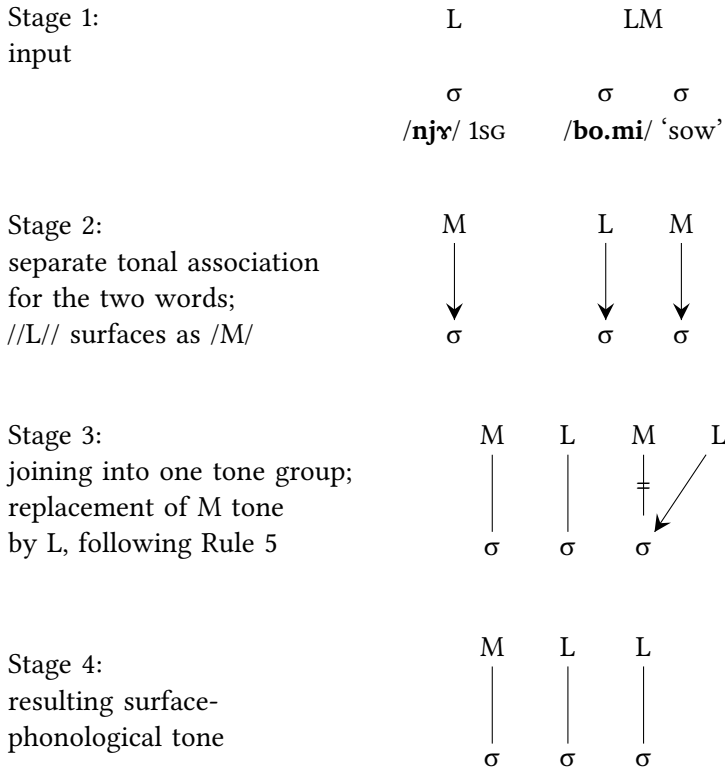 Stage 1: L LM
input
σ σ σ
/njɤ/ 1SG /bo.mi/ ‘sow’
Stage 2: M L M
separate tonal association
for the two words;
//L// surfaces as /M/ σ σ σ
Stage 3: M L M L
joining into one tone group;
replacement of M tone
by L, following Rule 5 σ σ σ
M L L
Stage 4:
resulting surface-
phonological tone
σ σ σ